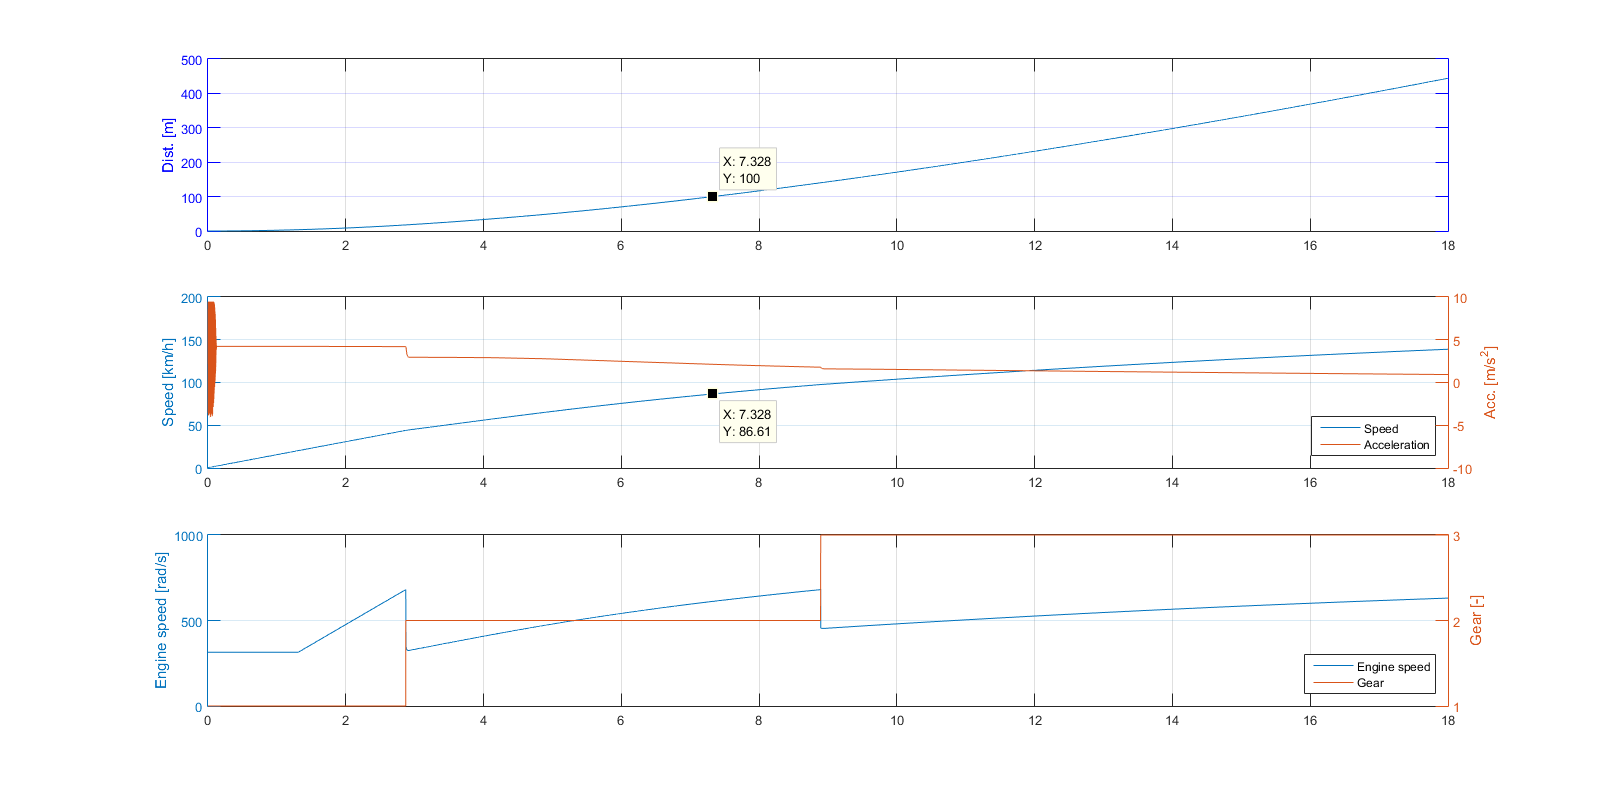 500
400
300
200
100
0
Dist. [m]
X: 7.328
Y: 100
0 2 4 6 8 10 12 14 16 18
200
150
100
50
0
Speed [km/h]
10
5
0
-5
-10
Acc. [m/s²]
X: 7.328
Y: 86.61
Speed
Acceleration
0 2 4 6 8 10 12 14 16 18
1000
500
0
Engine speed [rad/s]
3
2
1
Gear [-]
Engine speed
Gear
0 2 4 6 8 10 12 14 16 18